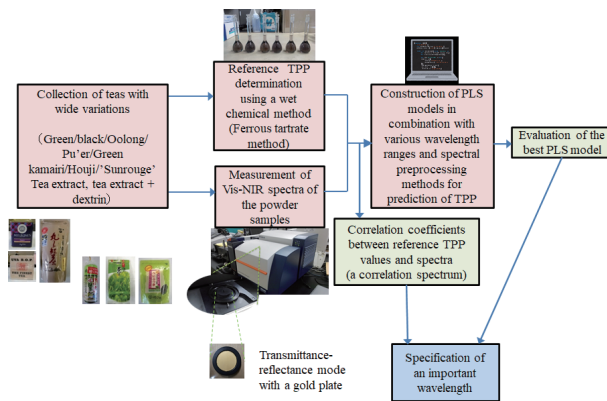 Collection of teas with
wide variations
(Green/black/Oolong/
Pu'er/Green
kamairi/Houji/'Sunrouge'
Tea extract, tea extract +
dextrin)
Reference TPP
determination
using a wet
chemical method
(Ferrous tartrate
method)
Measurement of
Vis-NIR spectra of
the powder
samples
Transmittance-
reflectance mode
with a gold plate
Construction of PLS
models in
combination with
various wavelength
ranges and spectral
preprocessing
methods for
prediction of TPP
Correlation coefficients
between reference TPP
values and spectra
(a correlation spectrum)
Evaluation of the
best PLS model
Specification of
an important
wavelength